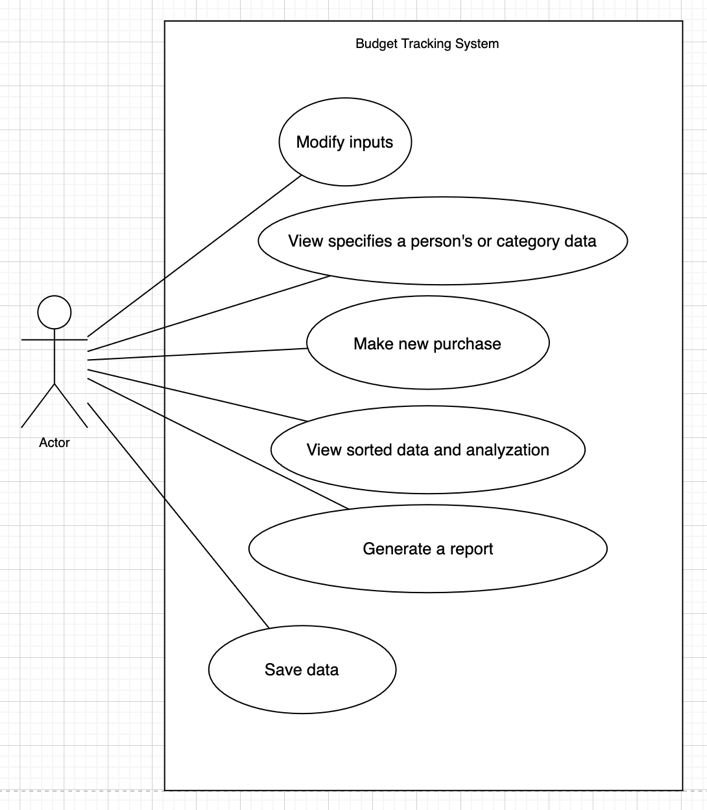 Budget Tracking System
Modify inputs
View specifies a person's or category data
Make new purchase
Actor
View sorted data and analyzation
Generate a report
Save data